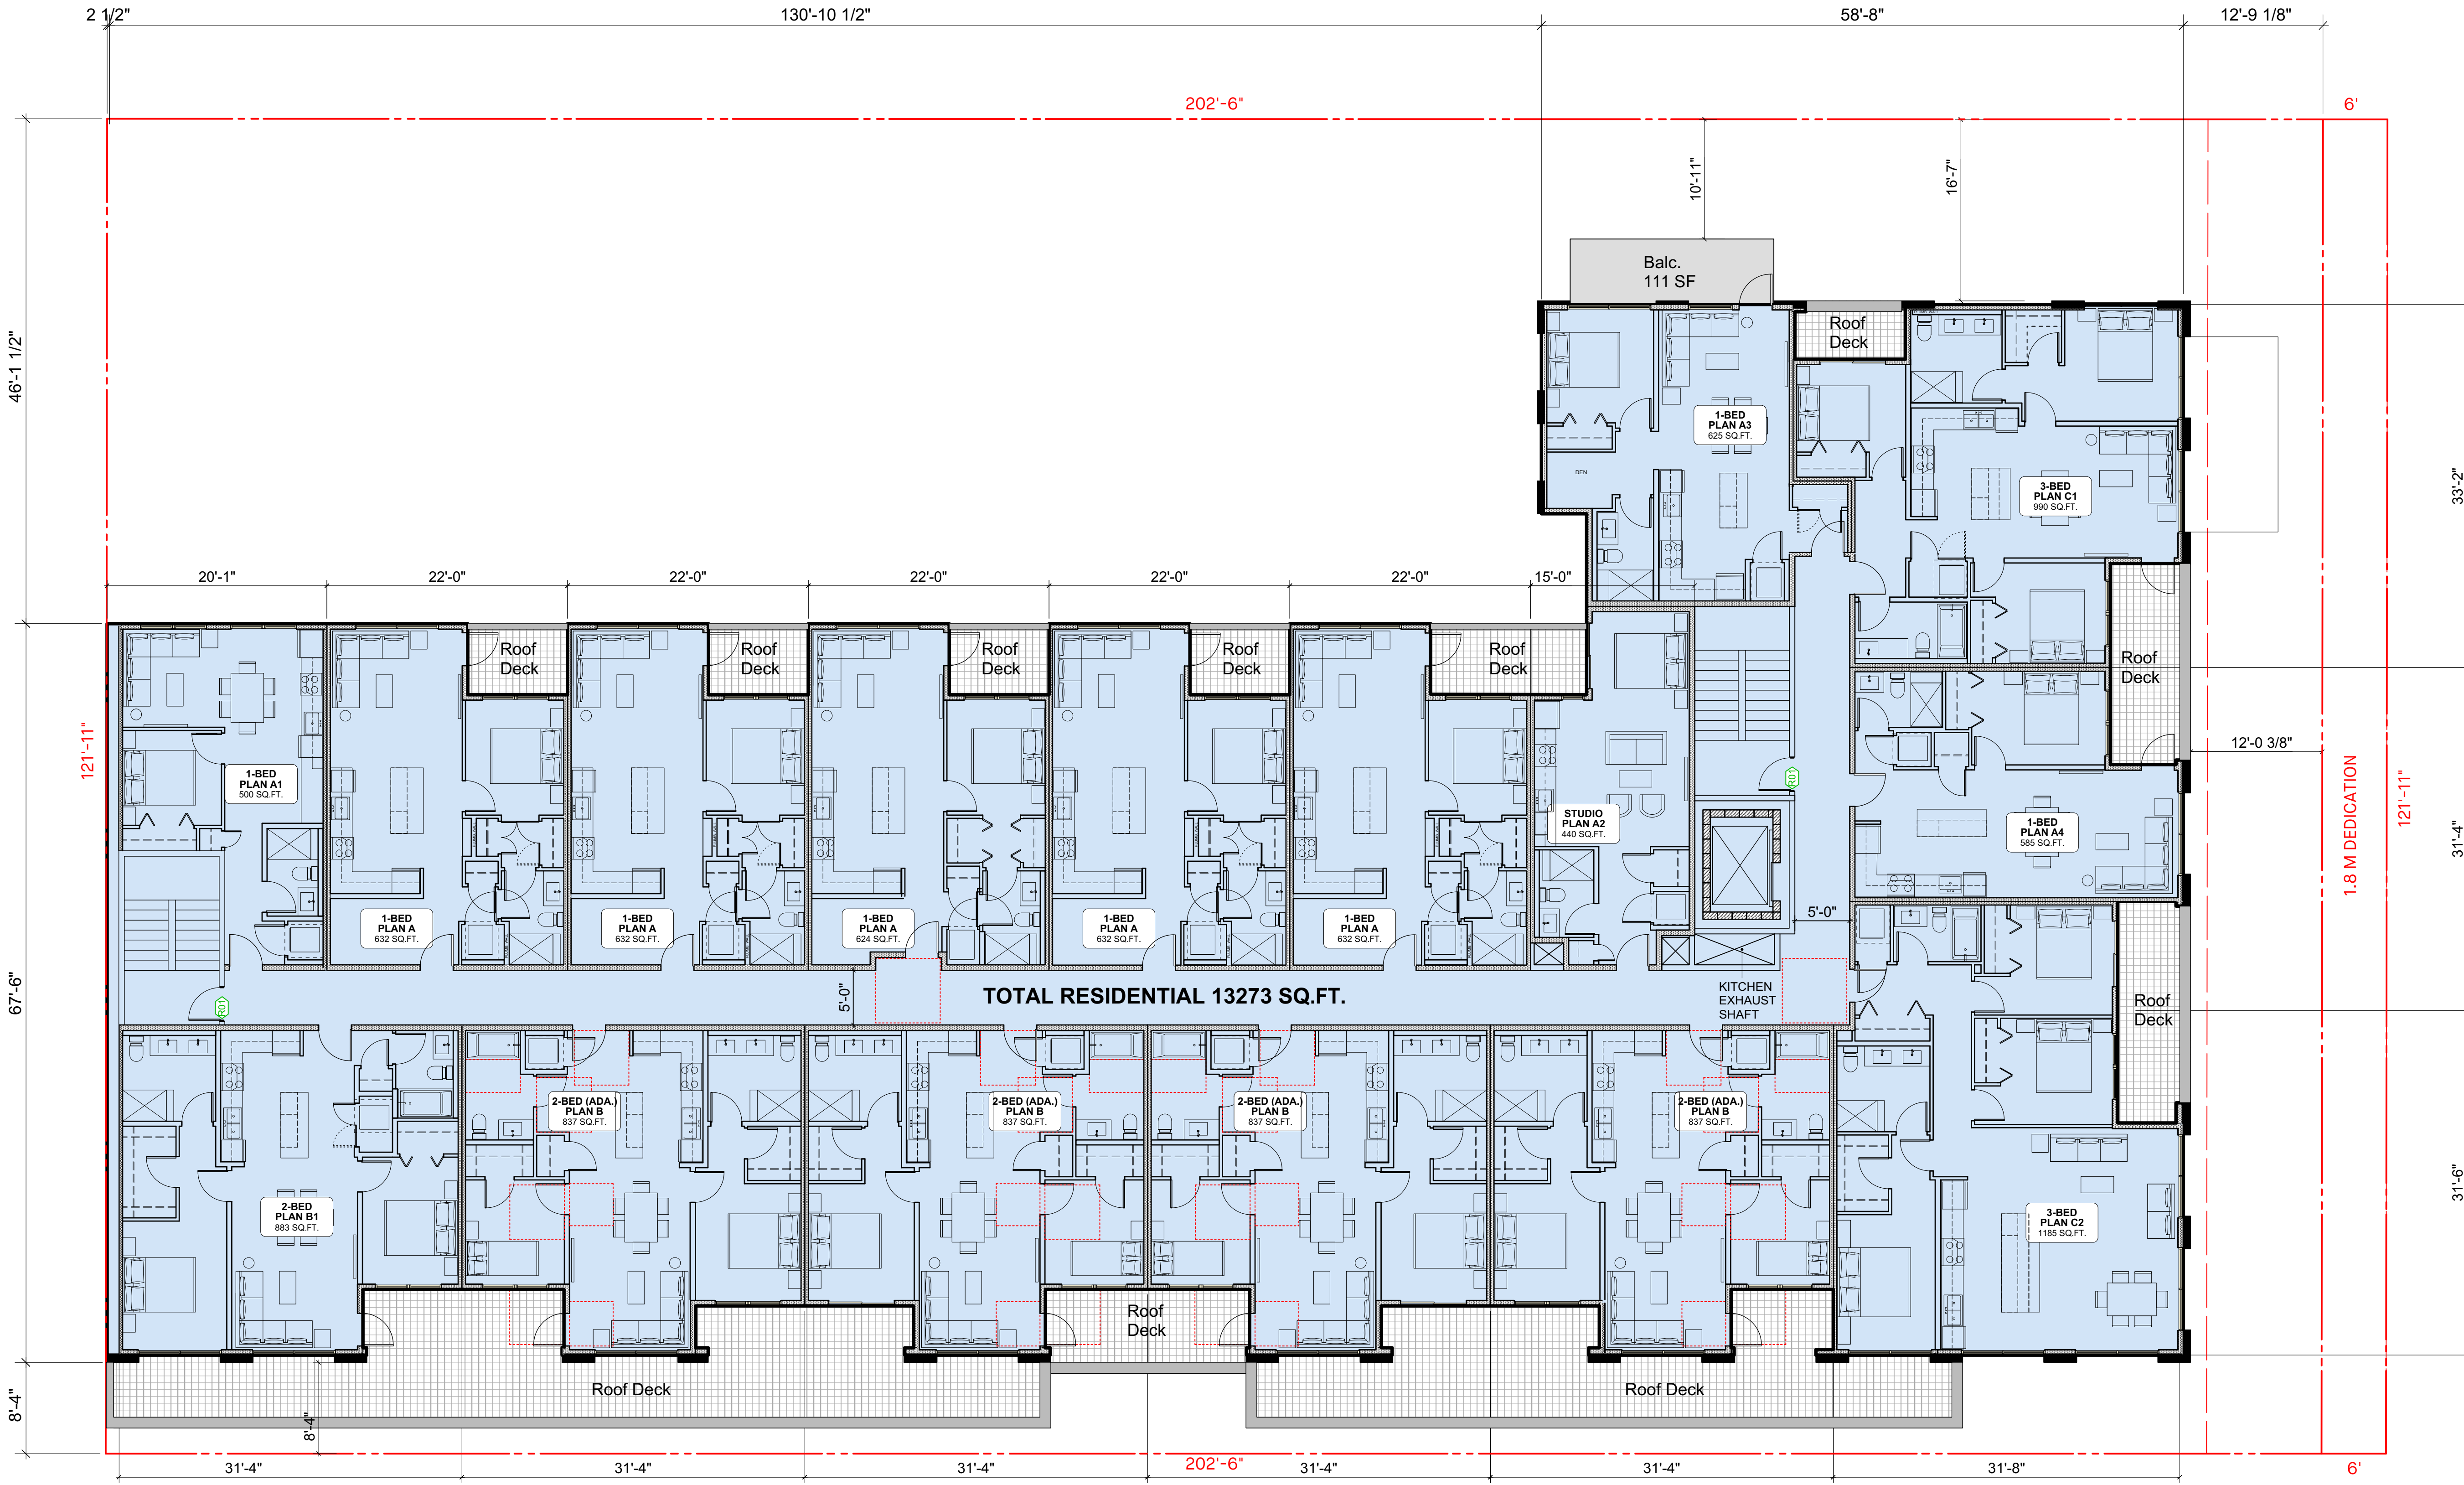 2 1/2"
130'-10 1/2"
58'-8"
12'-9 1/8"
202'-6"
6'
10'-11"
16'-7"
46'-1 1/2"
Balc.
111 SF
Roof
Deck
1-BED
PLAN A3
625 SQ.FT.
DEN
3-BED
PLAN C1
990 SQ.FT.
33'-2"
20'-1"
22'-0"
22'-0"
22'-0"
22'-0"
22'-0"
15'-0"
Roof
Deck
Roof
Deck
Roof
Deck
Roof
Deck
Roof
Deck
Roof
Deck
121'-11"
12'-0 3/8"
1-BED
PLAN A1
500 SQ.FT.
R01
STUDIO
PLAN A2
440 SQ.FT.
1-BED
PLAN A4
585 SQ.FT.
1.8 M DEDICATION
121'-11"
31'-4"
1-BED
PLAN A
632 SQ.FT.
1-BED
PLAN A
632 SQ.FT.
1-BED
PLAN A
624 SQ.FT.
1-BED
PLAN A
632 SQ.FT.
1-BED
PLAN A
632 SQ.FT.
5'-0"
67'-6"
R01
5'-0"
TOTAL RESIDENTIAL 13273 SQ.FT.
KITCHEN
EXHAUST
SHAFT
Roof
Deck
2-BED (ADA.)
PLAN B
837 SQ.FT.
2-BED (ADA.)
PLAN B
837 SQ.FT.
2-BED (ADA.)
PLAN B
837 SQ.FT.
2-BED (ADA.)
PLAN B
837 SQ.FT.
2-BED
PLAN B1
883 SQ.FT.
3-BED
PLAN C2
1185 SQ.FT.
31'-6"
Roof
Deck
Roof Deck
Roof Deck
8'-4"
8'-4"
31'-4"
31'-4"
31'-4"
202'-6"
31'-4"
31'-4"
31'-8"
6'